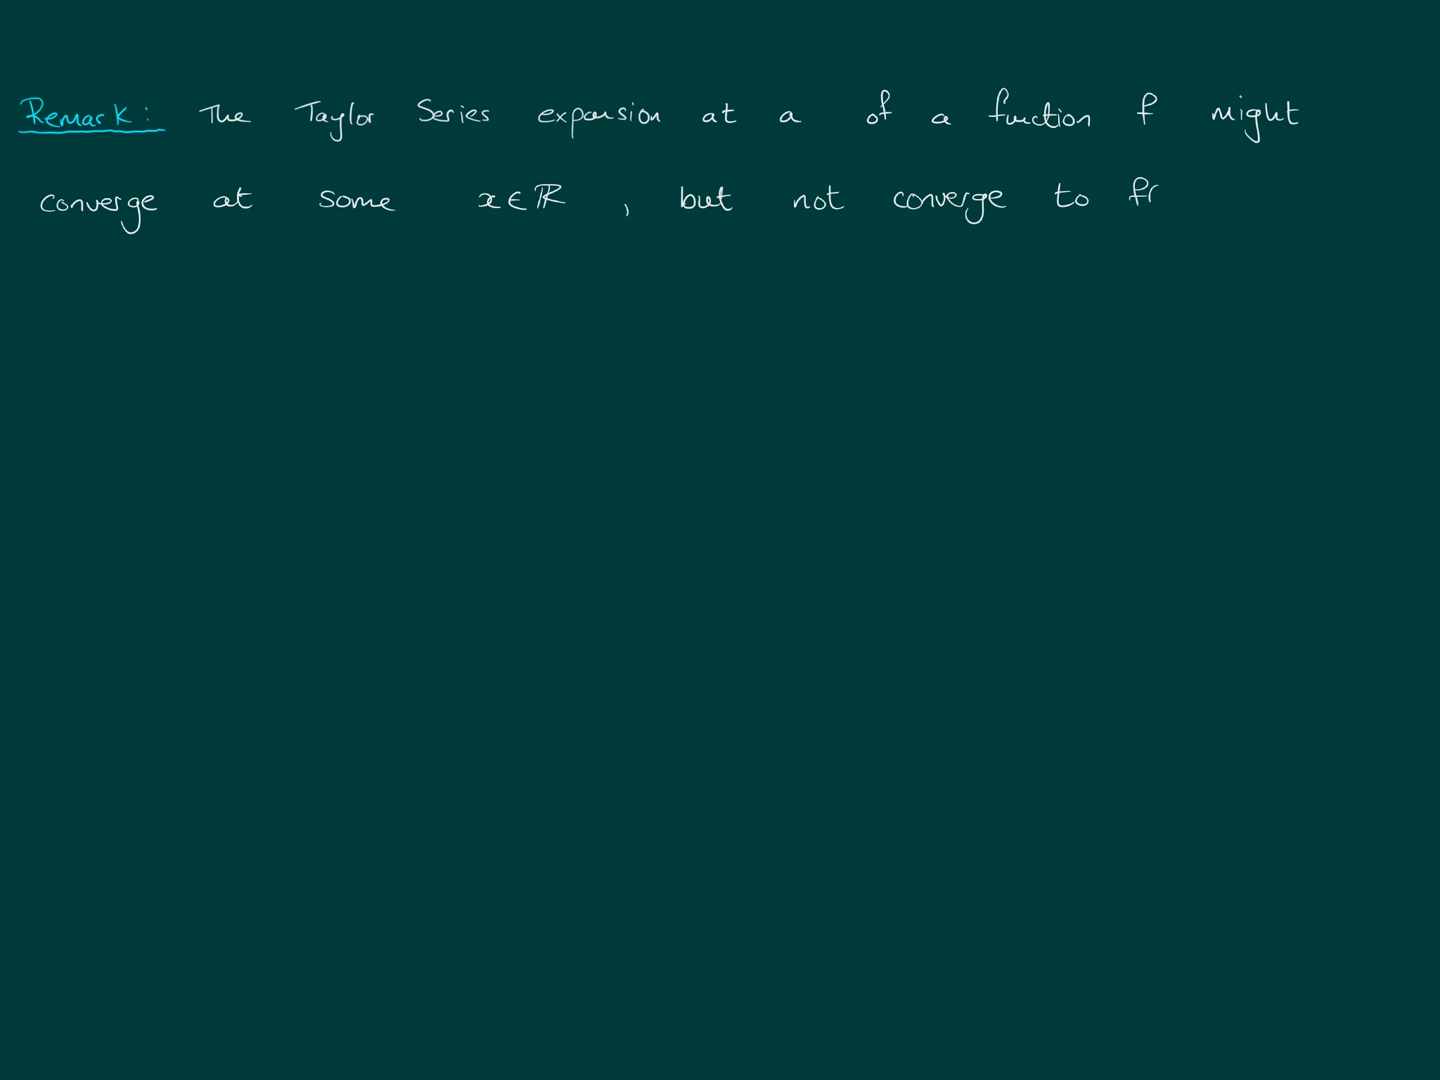 Remark: The Taylor Series expansion at a of a function f might
converge at some x ∈ ℝ , but not converge to f(